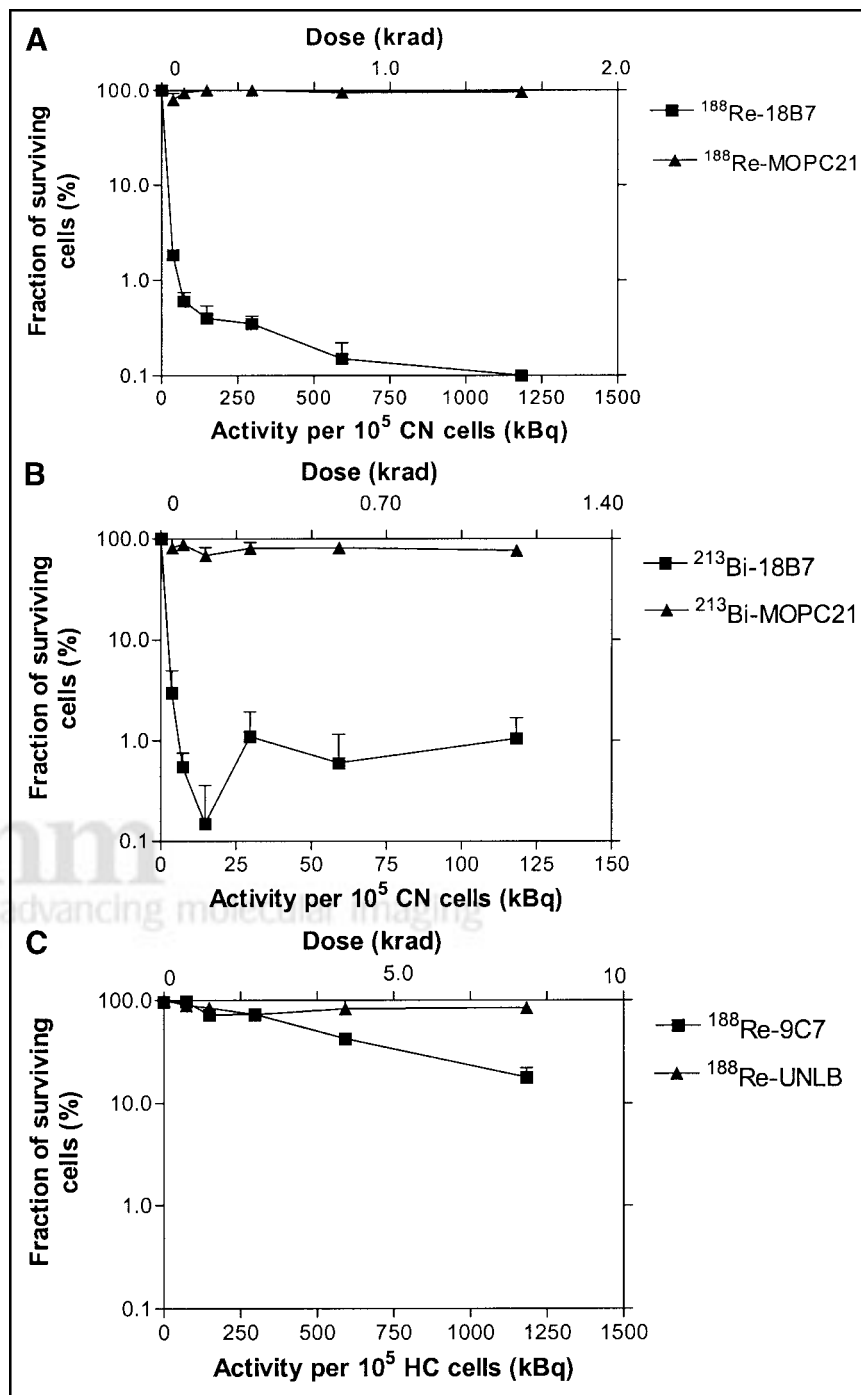 A
Dose (krad)
0 1.0 2.0
100.0
10.0
1.0
0.1
Fraction of surviving
cells (%)
0 250 500 750 1000 1250 1500
Activity per 10⁵ CN cells (kBq)
¹⁸⁸Re-18B7
¹⁸⁸Re-MOPC21
B
Dose (krad)
0 0.70 1.40
100.0
10.0
1.0
0.1
Fraction of surviving
cells (%)
0 25 50 75 100 125 150
Activity per 10⁵ CN cells (kBq)
²¹³Bi-18B7
²¹³Bi-MOPC21
advancing molecular imaging
C
Dose (krad)
0 5.0 10
100.0
10.0
1.0
0.1
Fraction of surviving
cells (%)
0 250 500 750 1000 1250 1500
Activity per 10⁵ HC cells (kBq)
¹⁸⁸Re-9C7
¹⁸⁸Re-UNLB